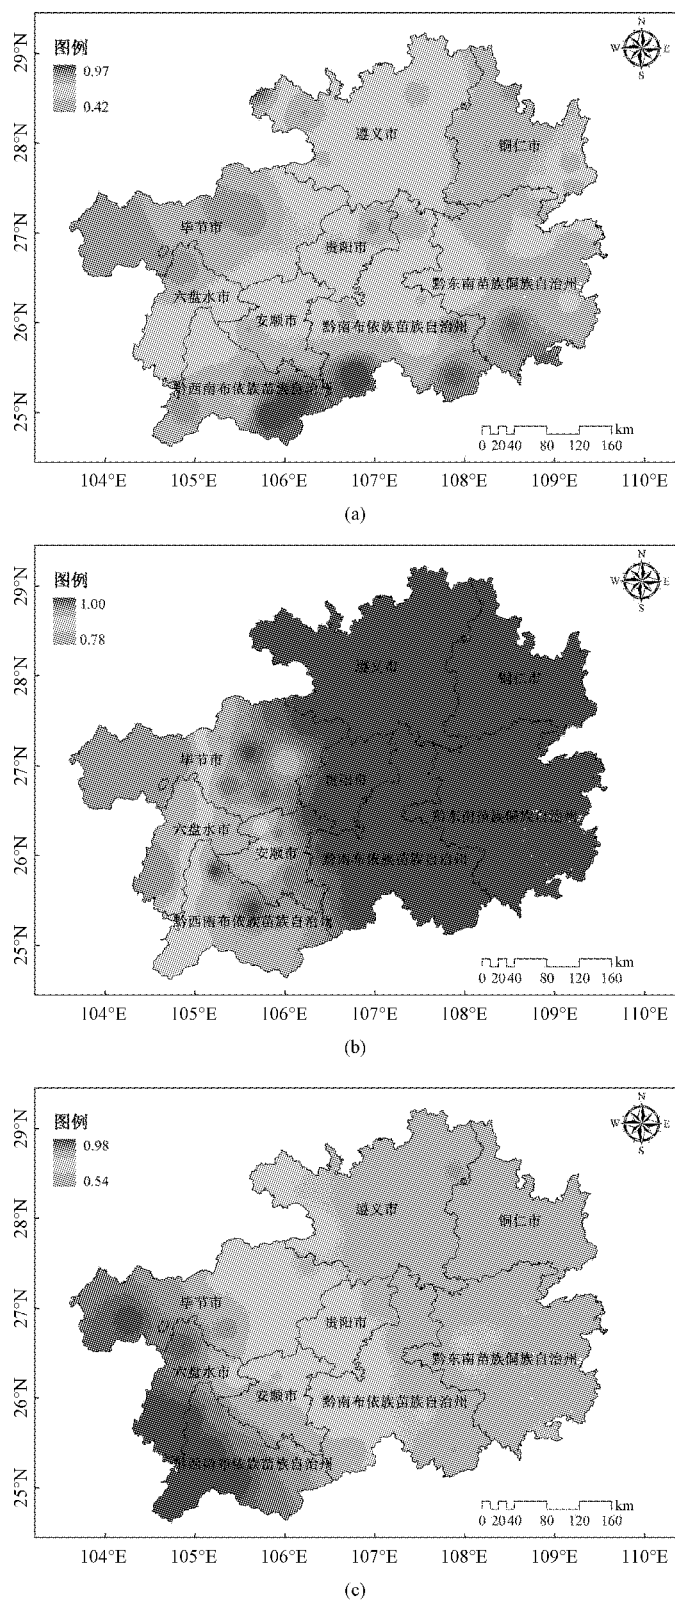 29°N
28°N
27°N
26°N
25°N
图例
0.97
0.42
N
W
E
S
遵义市
铜仁市
毕节市
贵阳市
黔东南苗族侗族自治州
六盘水市
安顺市
黔南布依族苗族自治州
黔西南布依族苗族自治州
km
0 20 40 80 120 160
104°E 105°E 106°E 107°E 108°E 109°E 110°E
(a)
29°N
28°N
27°N
26°N
25°N
图例
1.00
0.78
N
W
E
S
遵义市
铜仁市
毕节市
贵阳市
黔东南苗族侗族自治州
六盘水市
安顺市
黔南布依族苗族自治州
黔西南布依族苗族自治州
km
0 20 40 80 120 160
104°E 105°E 106°E 107°E 108°E 109°E 110°E
(b)
29°N
28°N
27°N
26°N
25°N
图例
0.98
0.54
N
W
E
S
遵义市
铜仁市
毕节市
贵阳市
黔东南苗族侗族自治州
六盘水市
安顺市
黔南布依族苗族自治州
黔西南布依族苗族自治州
km
0 20 40 80 120 160
104°E 105°E 106°E 107°E 108°E 109°E 110°E
(c)